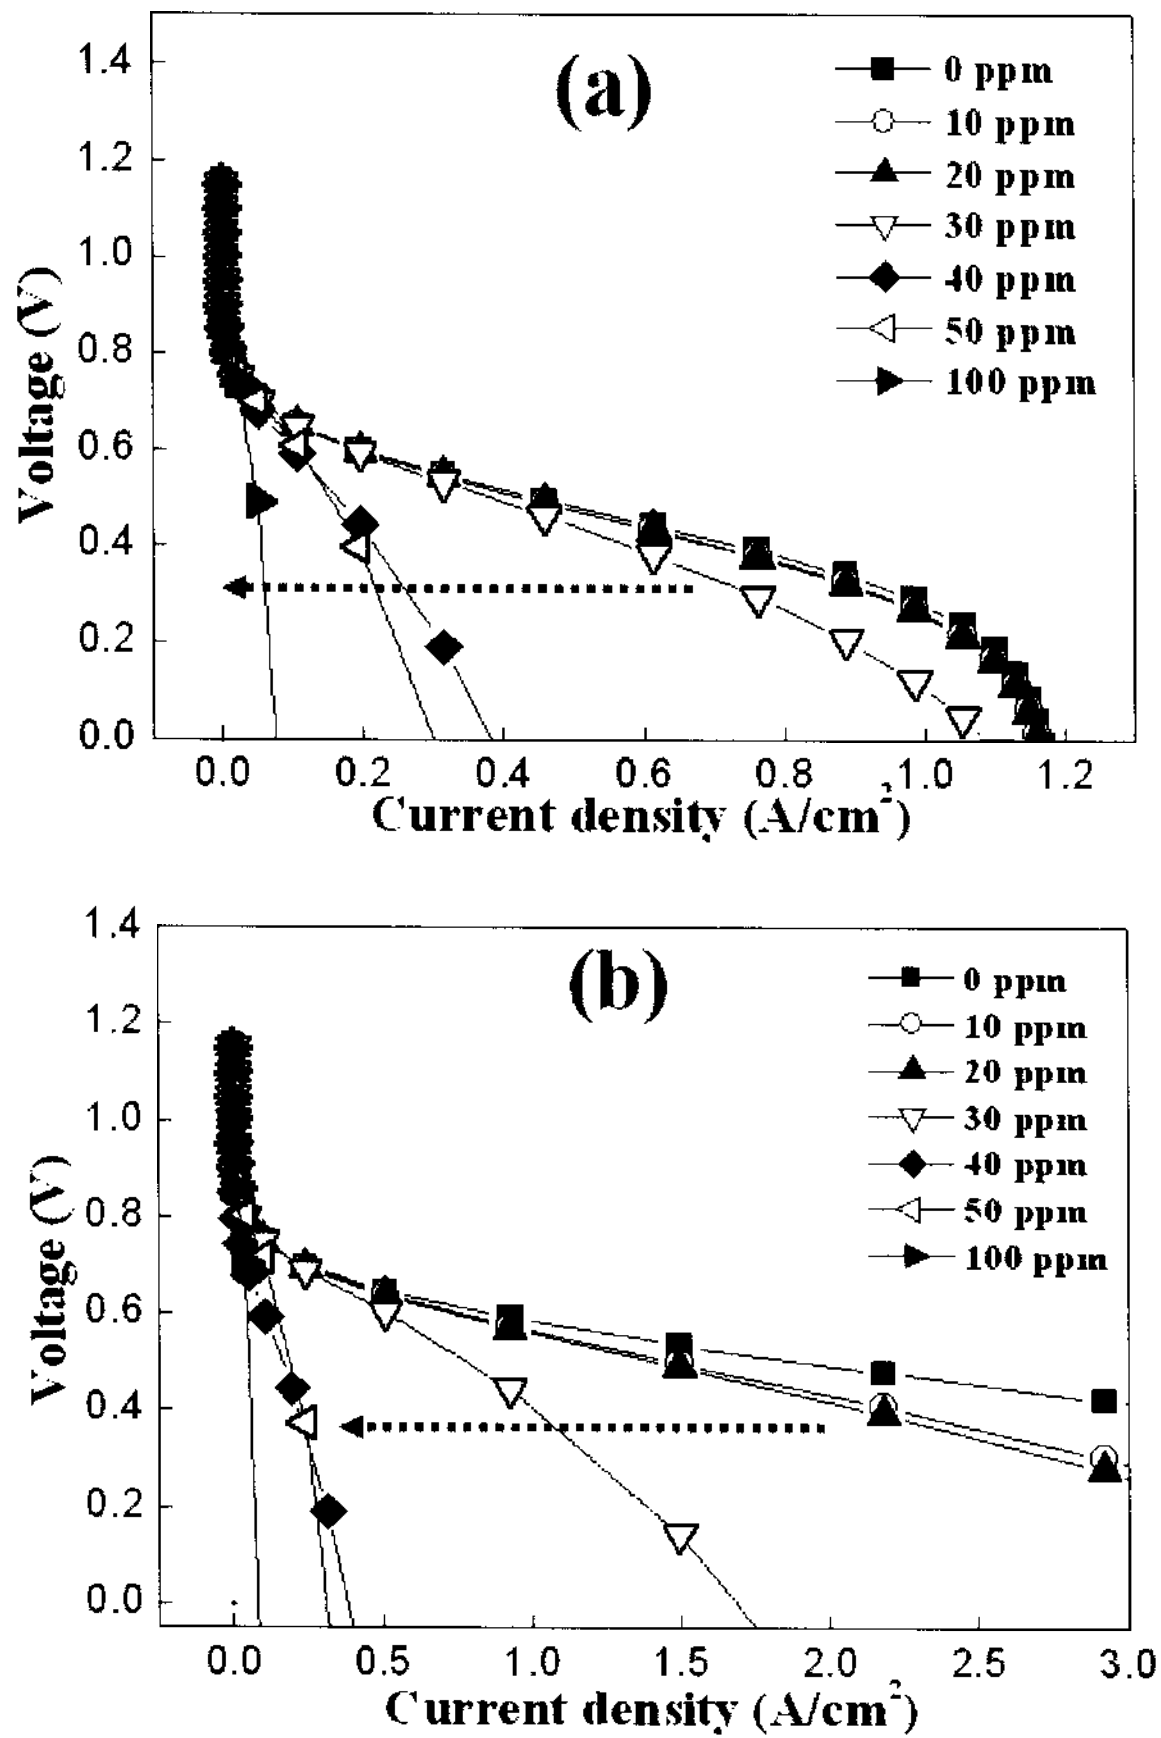 (a)
0 ppm
10 ppm
20 ppm
30 ppm
40 ppm
50 ppm
100 ppm
1.4
1.2
1.0
0.8
0.6
0.4
0.2
0.0
Voltage (V)
0.0 0.2 0.4 0.6 0.8 1.0 1.2
Current density (A/cm²)
(b)
0 ppm
10 ppm
20 ppm
30 ppm
40 ppm
50 ppm
100 ppm
1.4
1.2
1.0
0.8
0.6
0.4
0.2
0.0
Voltage (V)
0.0 0.5 1.0 1.5 2.0 2.5 3.0
Current density (A/cm²)